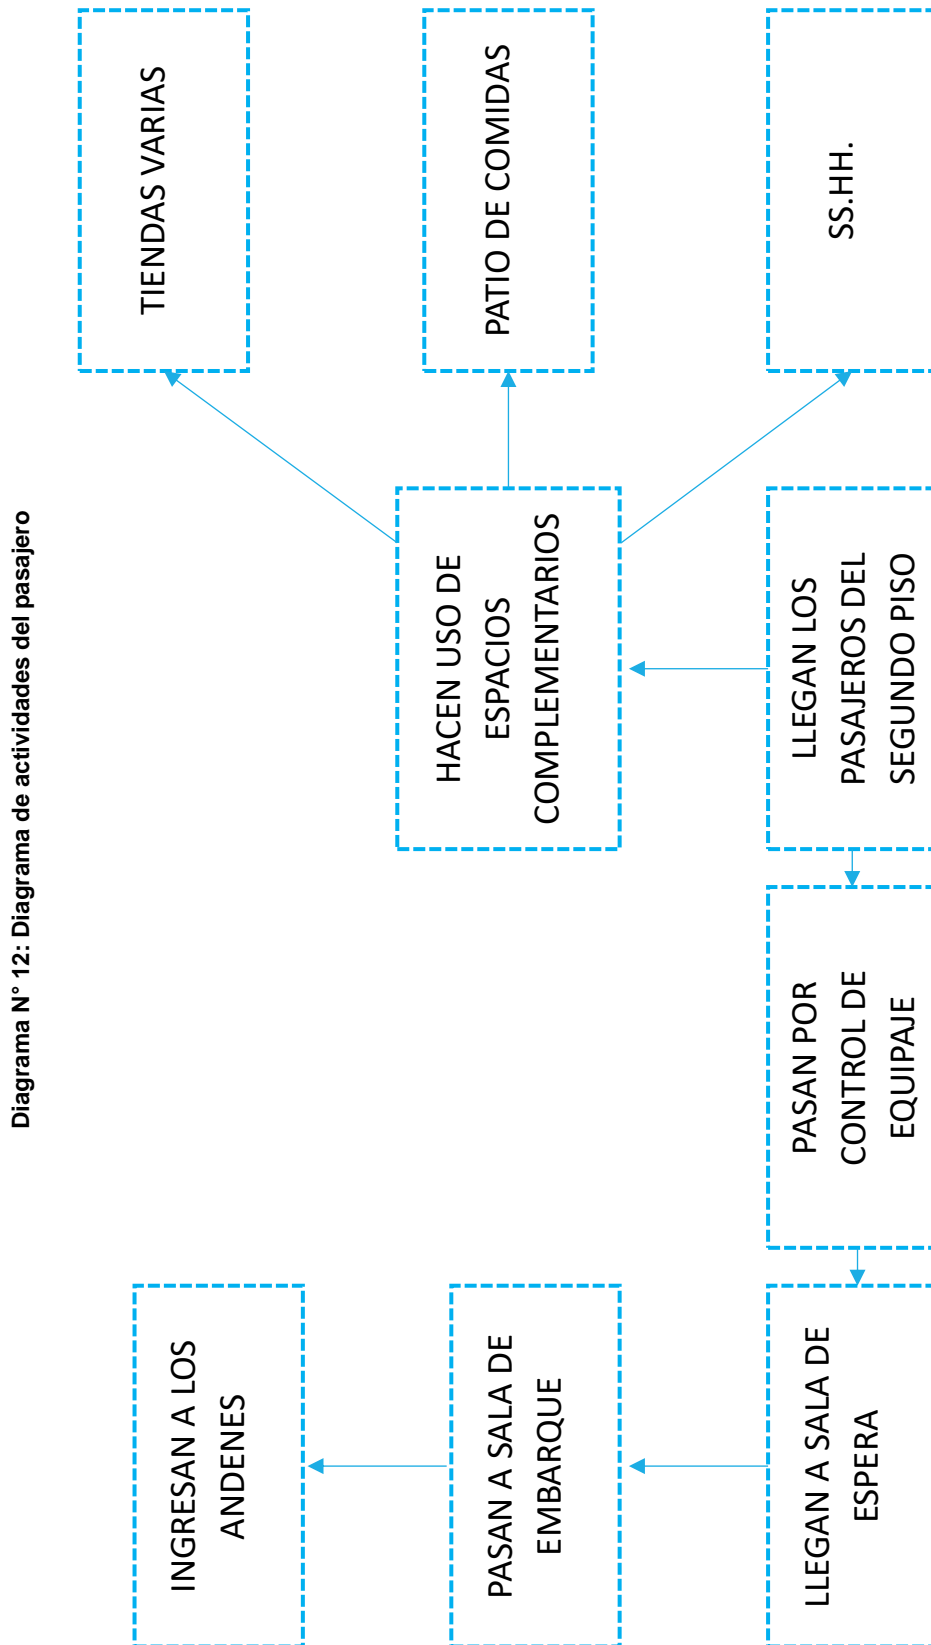 Diagrama N° 12: Diagrama de actividades del pasajero
INGRESAN A LOS
ANDENES
PASAN A SALA DE
EMBARQUE
LLEGAN A SALA DE
ESPERA
PASAN POR
CONTROL DE
EQUIPAJE
LLEGAN LOS
PASAJEROS DEL
SEGUNDO PISO
HACEN USO DE
ESPACIOS
COMPLEMENTARIOS
TIENDAS VARIAS
PATIO DE COMIDAS
SS.HH.